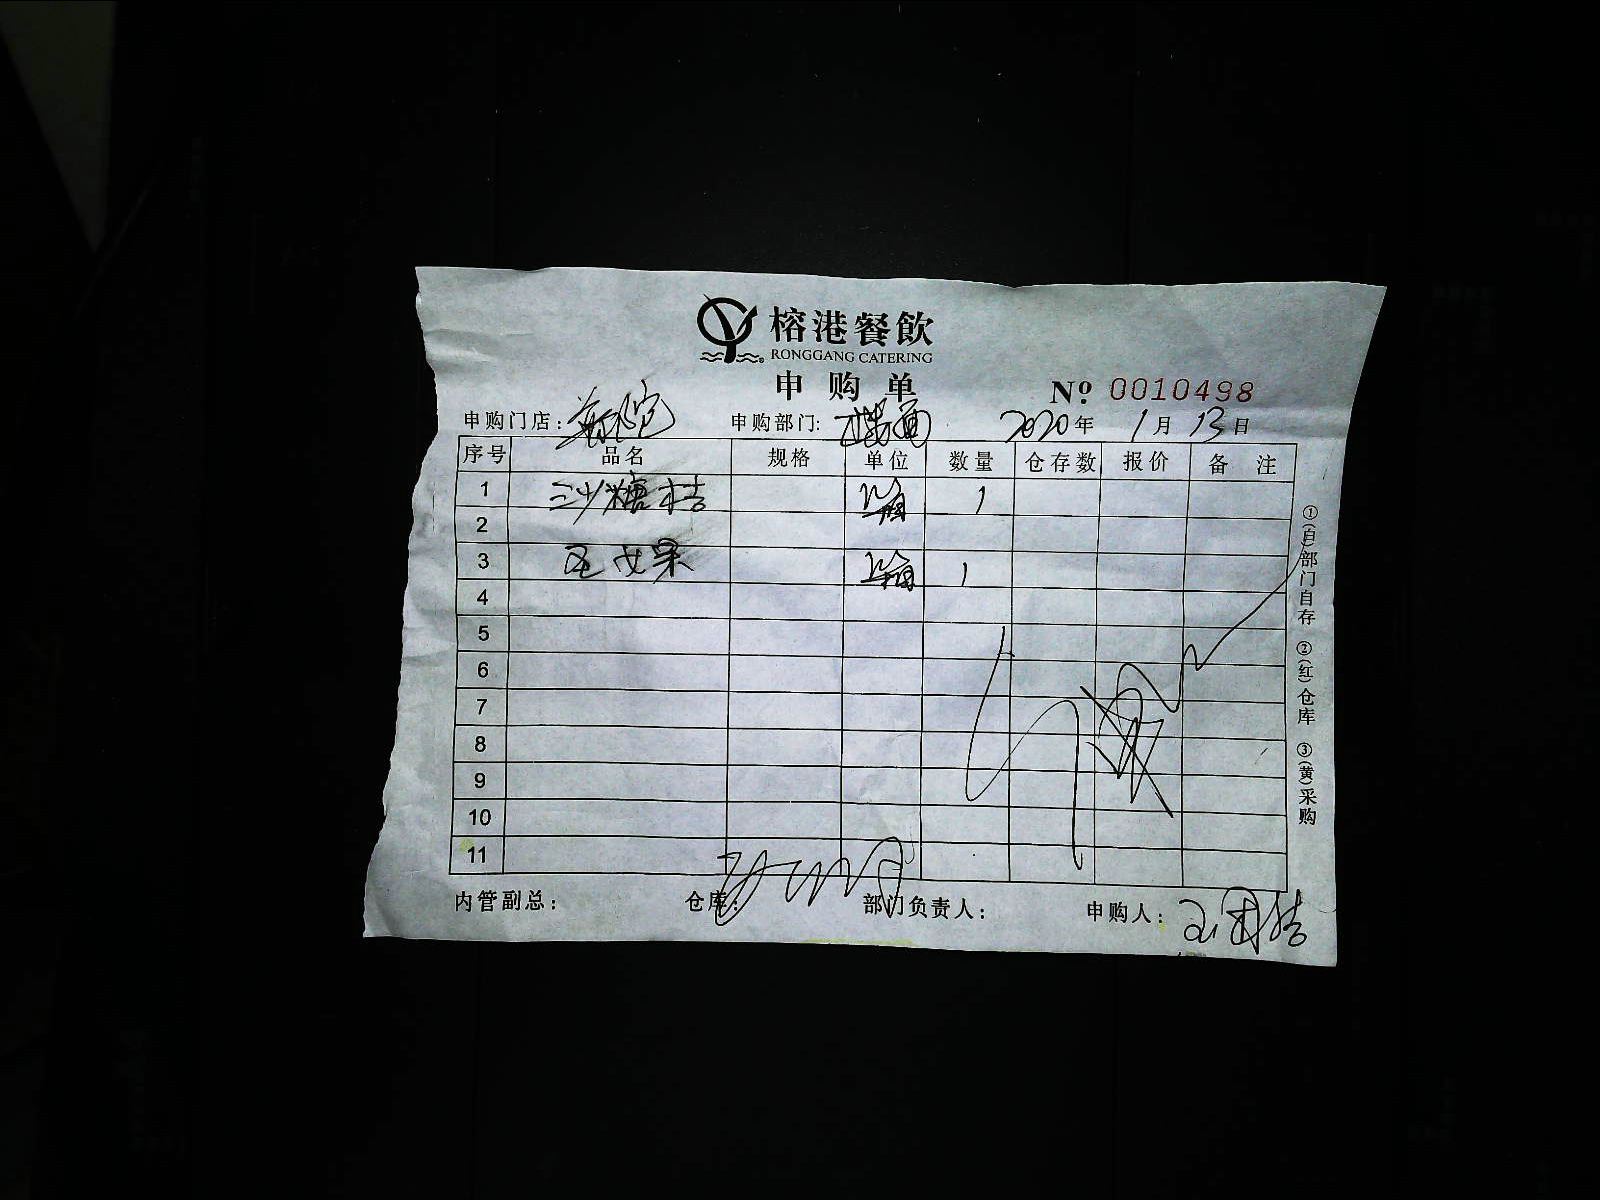 榕港餐飲
RONGGANG CATERING
申购单
№ 0010498
申购门店: 申购部门: 楼面 2020年 1月 13日
序号 品名 规格 单位 数量 仓存数 报价 备注
1 沙糖桔 箱 1
2
3 圣女果 箱 1
4
5
6
7
8
9
10
11
内管副总: 仓库: 部门负责人: 申购人:
①(白)部门自存 ②(红)仓库 ③(黄)采购